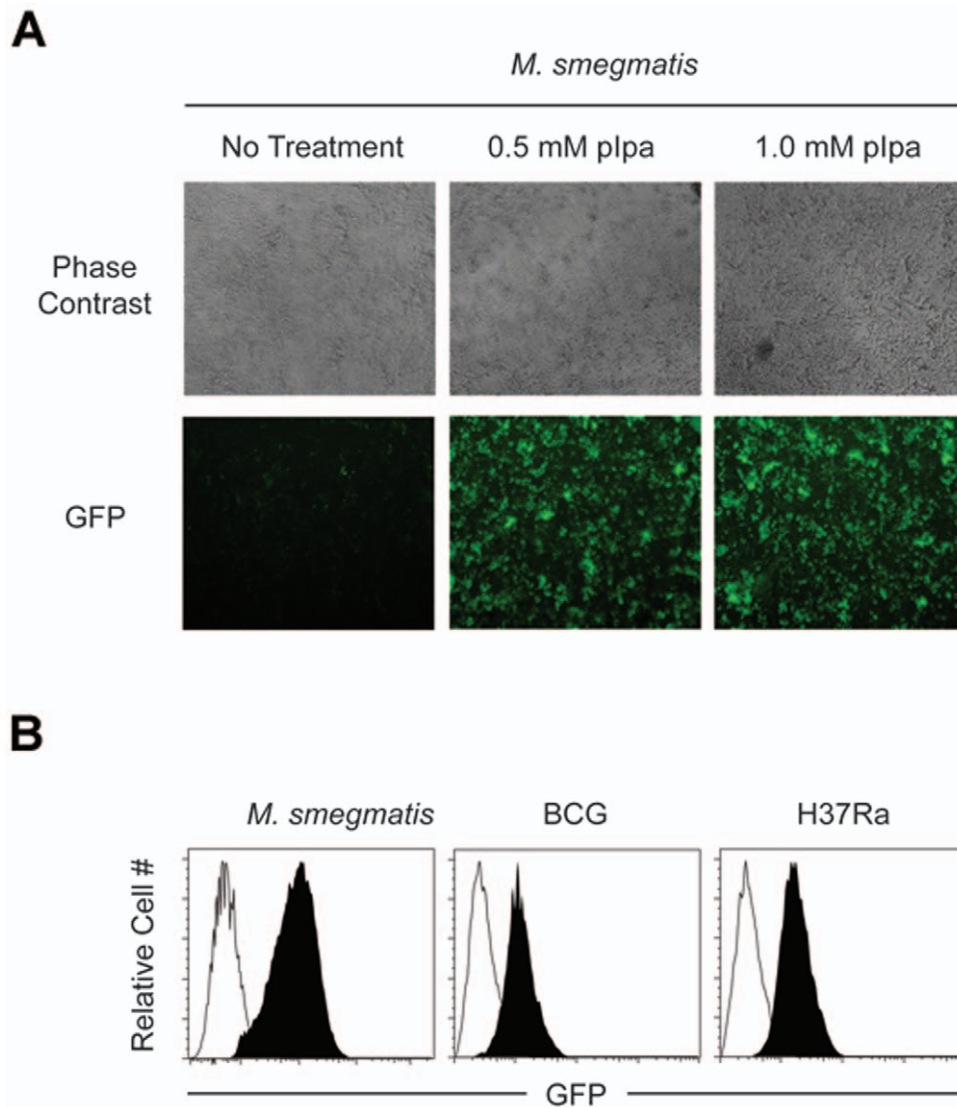 A
M. smegmatis
No Treatment
0.5 mM pIpa
1.0 mM pIpa
Phase
Contrast
GFP
B
M. smegmatis
BCG
H37Ra
Relative Cell #
GFP